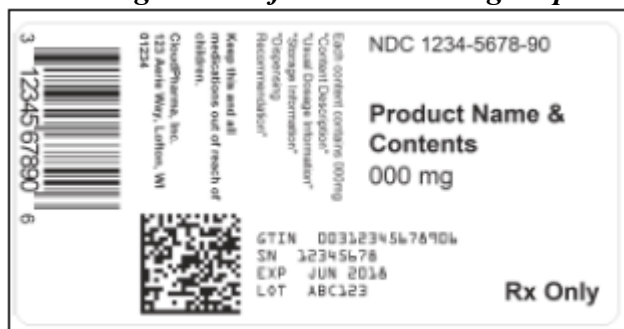 NDC 1234-5678-90
Product Name &
Contents
000 mg
Rx Only
Each content contains 000mg
*Content Description*
*Usual Dosage Information*
*Storage Information*
*Dispensing
Recommendation*
Keep this and all
medications out of reach of
children.
CloudPharma, Inc.
123 Aerie Way, Lofton, WI
01234
3 1234567890 6
GTIN 00312345678906
SN 12345678
EXP JUN 2018
LOT ABC123